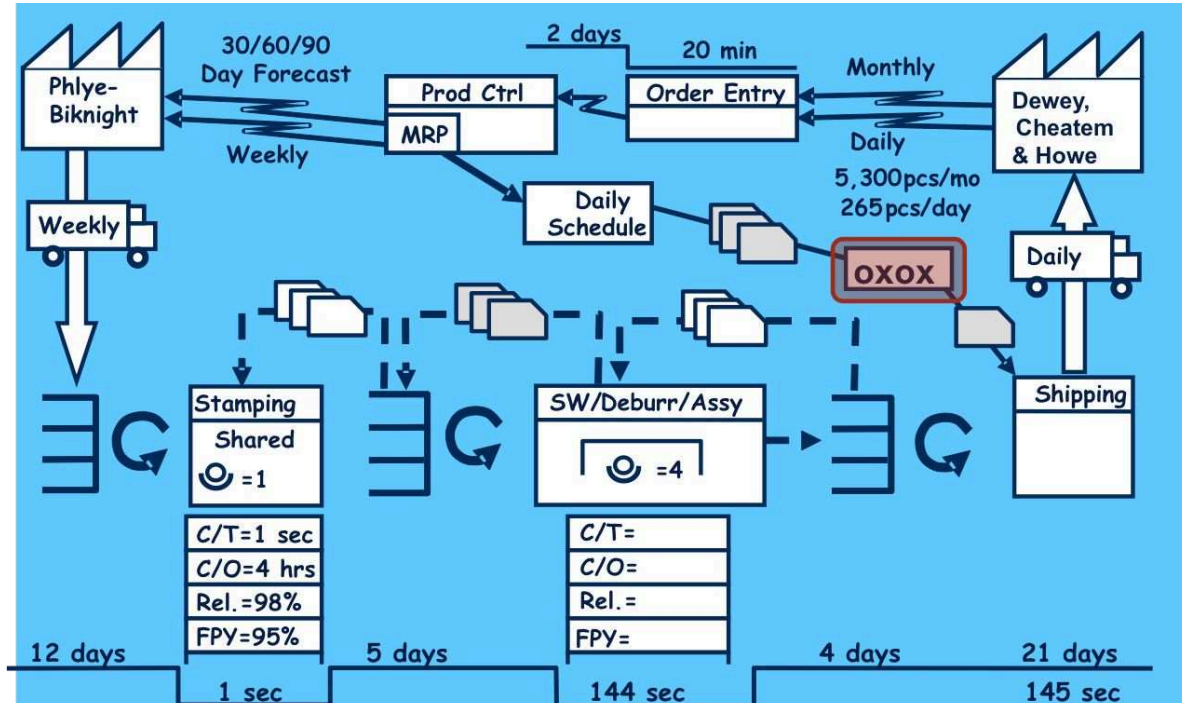 2 days
30/60/90
Day Forecast
20 min
Monthly
Phlye-
Biknight
Prod Ctrl
MRP
Order Entry
Dewey,
Cheatem
& Howe
Weekly
Daily
5,300pcs/mo
265pcs/day
Daily
Schedule
Weekly
OXOX
Daily
Stamping
Shared
=1
SW/Deburr/Assy
=4
Shipping
C/T=1 sec
C/O=4 hrs
Rel.=98%
FPY=95%
C/T=
C/O=
Rel.=
FPY=
12 days
5 days
4 days
21 days
1 sec
144 sec
145 sec